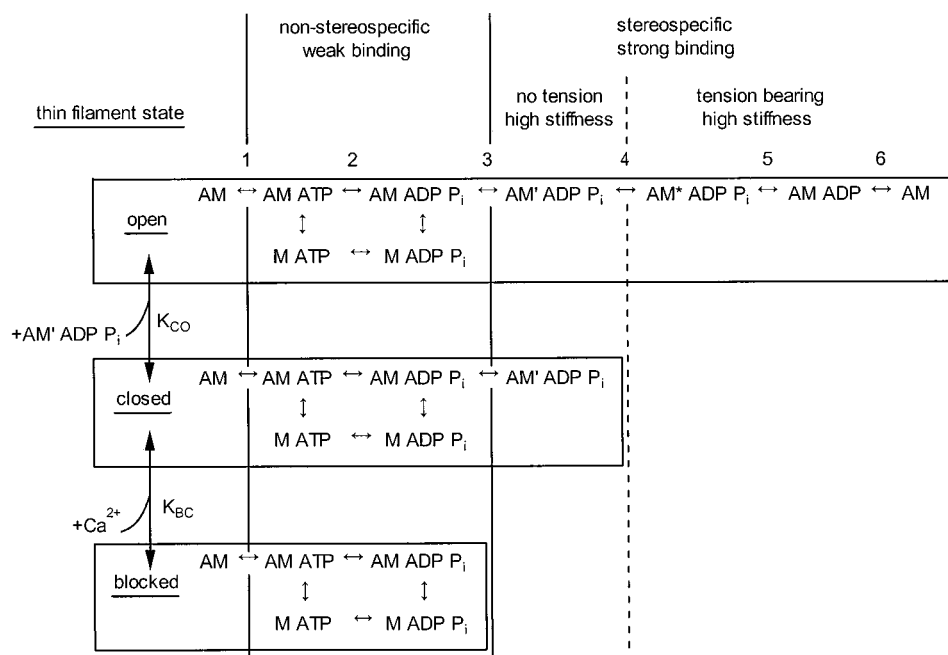 non-stereospecific
weak binding
stereospecific
strong binding
thin filament state
no tension
high stiffness
tension bearing
high stiffness
1 2 3 4 5 6
AM ↔ AM ATP ↔ AM ADP Pi ↔ AM' ADP Pi ↔ AM* ADP Pi ↔ AM ADP ↔ AM
open
↕ ↕
M ATP ↔ M ADP Pi
+AM' ADP Pi
KCO
AM ↔ AM ATP ↔ AM ADP Pi ↔ AM' ADP Pi
closed
↕ ↕
M ATP ↔ M ADP Pi
+Ca2+
KBC
AM ↔ AM ATP ↔ AM ADP Pi
blocked
↕ ↕
M ATP ↔ M ADP Pi